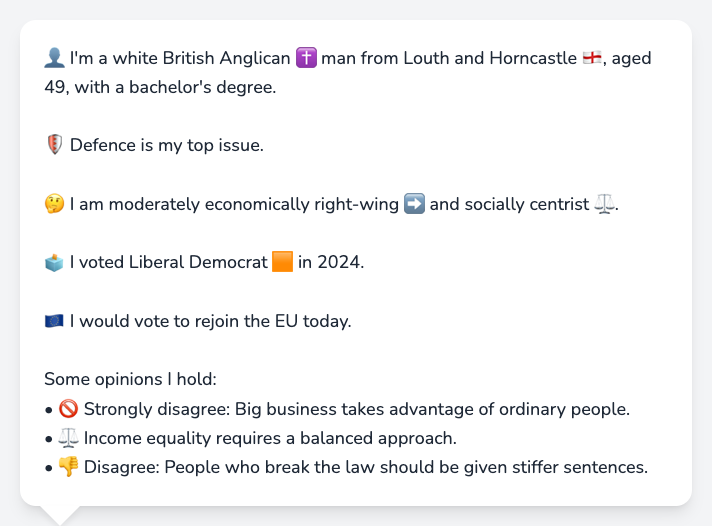 👤 I'm a white British Anglican ✝️ man from Louth and Horncastle 🏴󠁧󠁢󠁥󠁮󠁧󠁿, aged
49, with a bachelor's degree.
🛡️ Defence is my top issue.
🤔 I am moderately economically right-wing ➡️ and socially centrist ⚖️.
🗳️ I voted Liberal Democrat 🟧 in 2024.
🇪🇺 I would vote to rejoin the EU today.
Some opinions I hold:
• 🚫 Strongly disagree: Big business takes advantage of ordinary people.
• ⚖️ Income equality requires a balanced approach.
• 👎 Disagree: People who break the law should be given stiffer sentences.